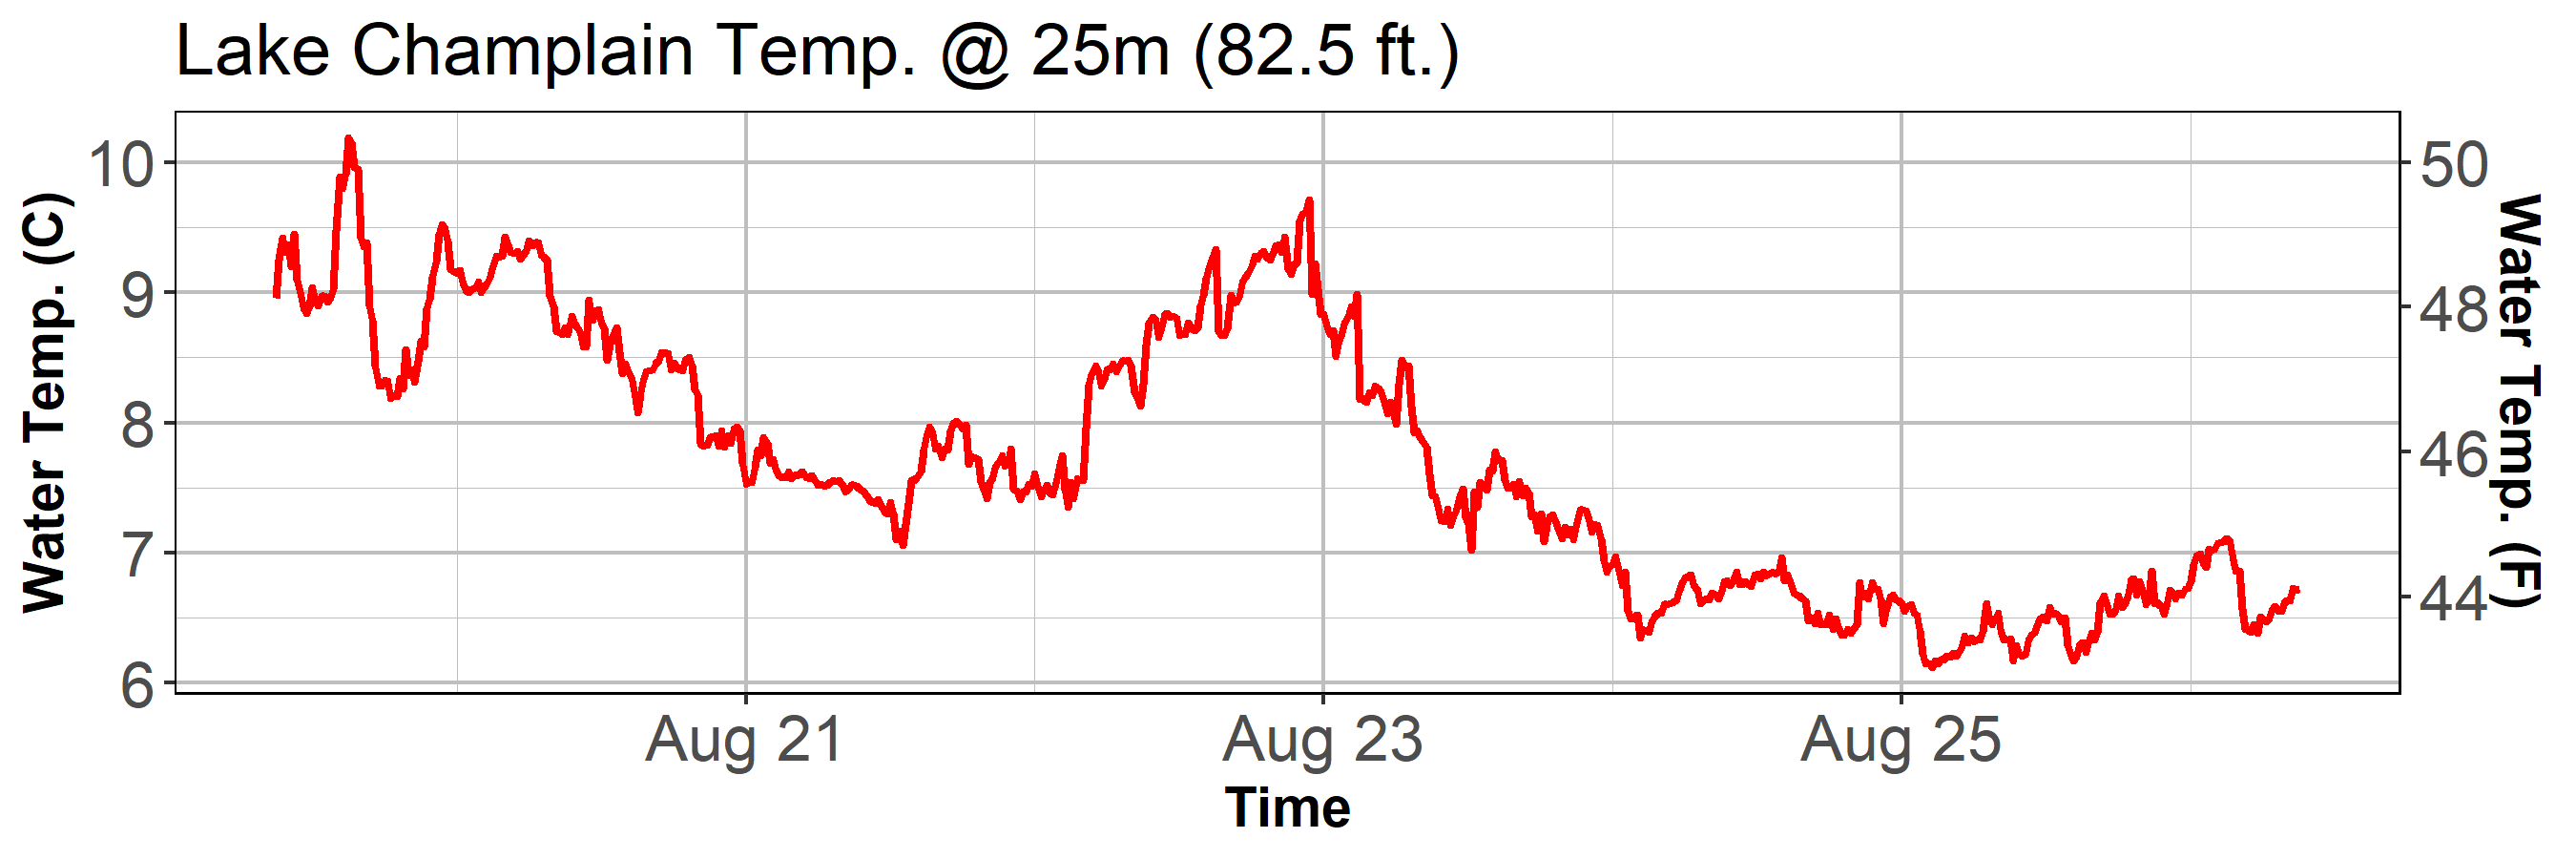 Lake Champlain Temp. @ 25m (82.5 ft.)
Water Temp. (C)
10
9
8
7
6
50
48
46
44
Water Temp. (F)
Aug 21 Aug 23 Aug 25
Time